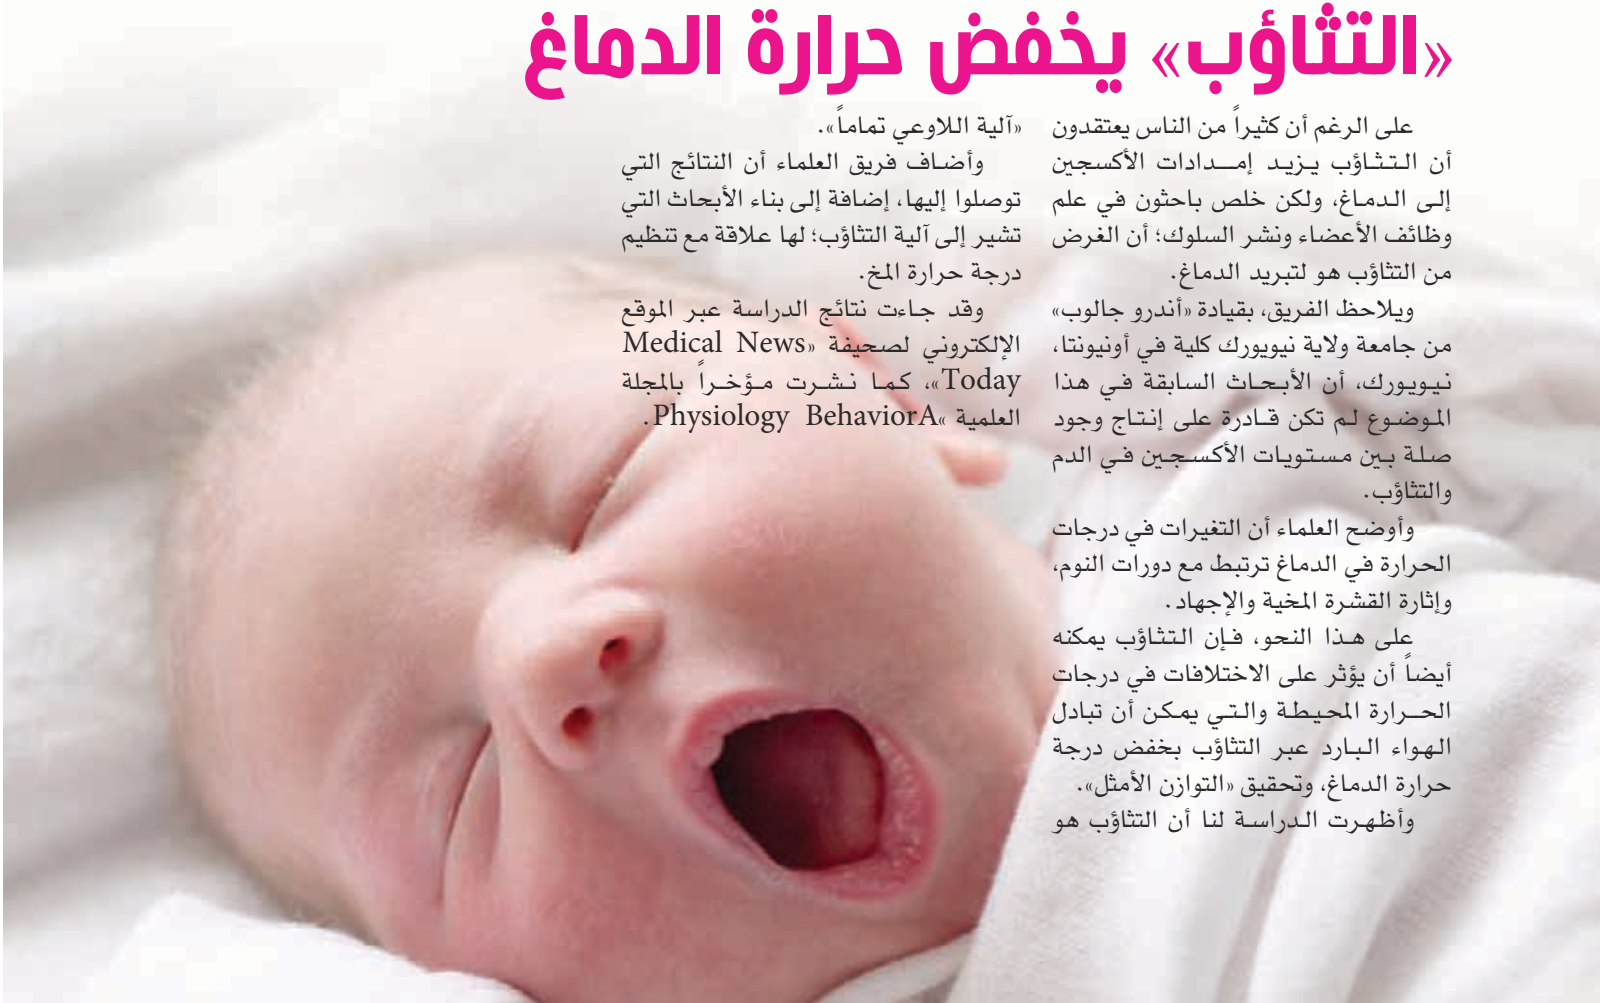 «التثاؤب» يخفض حرارة الدماغ
على الرغم أن كثيراً من الناس يعتقدون
أن التثاؤب يزيد إمدادات الأكسجين
إلى الدماغ، ولكن خلص باحثون في علم
وظائف الأعضاء ونشر السلوك؛ أن الغرض
من التثاؤب هو لتبريد الدماغ.
ويلاحظ الفريق، بقيادة «أندرو جالوب»
من جامعة ولاية نيويورك كلية في أونيونتا،
نيويورك، أن الأبحاث السابقة في هذا
الموضوع لم تكن قادرة على إنتاج وجود
صلة بين مستويات الأكسجين في الدم
والتثاؤب.
وأوضح العلماء أن التغيرات في درجات
الحرارة في الدماغ ترتبط مع دورات النوم،
وإثارة القشرة المخية والإجهاد.
على هذا النحو، فإن التثاؤب يمكنه
أيضاً أن يؤثر على الاختلافات في درجات
الحرارة المحيطة والتي يمكن أن تبادل
الهواء البارد عبر التثاؤب بخفض درجة
حرارة الدماغ، وتحقيق «التوازن الأمثل».
وأظهرت الدراسة لنا أن التثاؤب هو
«آلية اللاوعي تماماً».
وأضاف فريق العلماء أن النتائج التي
توصلوا إليها، إضافة إلى بناء الأبحاث التي
تشير إلى آلية التثاؤب؛ لها علاقة مع تنظيم
درجة حرارة المخ.
وقد جاءت نتائج الدراسة عبر الموقع
الإلكتروني لصحيفة «Medical News
Today»، كما نشرت مؤخراً بالمجلة
العلمية «Physiology BehaviorA».